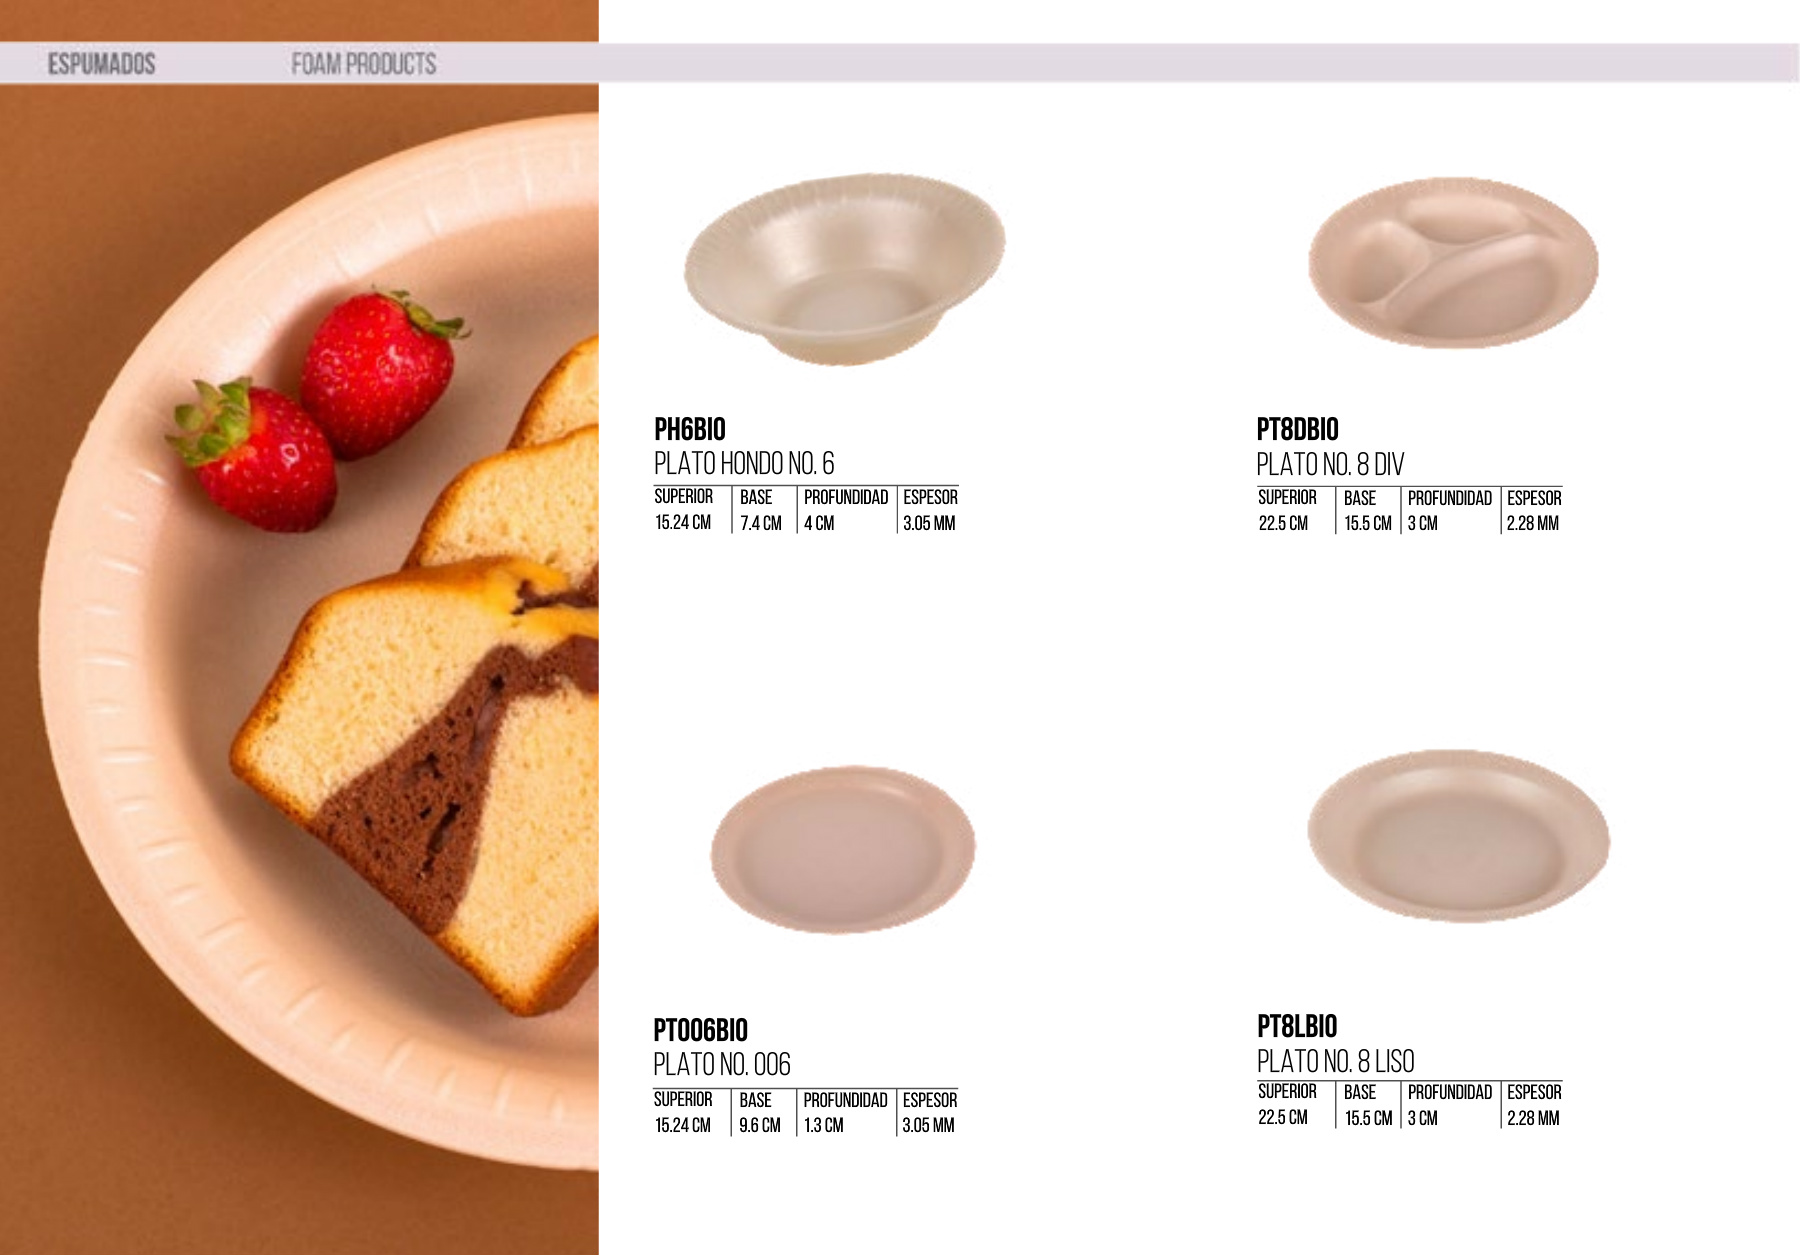 ESPUMADOS FOAM PRODUCTS
PH6BIO
PLATO HONDO NO. 6
SUPERIOR BASE PROFUNDIDAD ESPESOR
15.24 CM 7.4 CM 4 CM 3.05 MM
PT8DBIO
PLATO NO. 8 DIV
SUPERIOR BASE PROFUNDIDAD ESPESOR
22.5 CM 15.5 CM 3 CM 2.28 MM
PT006BIO
PLATO NO. 006
SUPERIOR BASE PROFUNDIDAD ESPESOR
15.24 CM 9.6 CM 1.3 CM 3.05 MM
PT8LBIO
PLATO NO. 8 LISO
SUPERIOR BASE PROFUNDIDAD ESPESOR
22.5 CM 15.5 CM 3 CM 2.28 MM